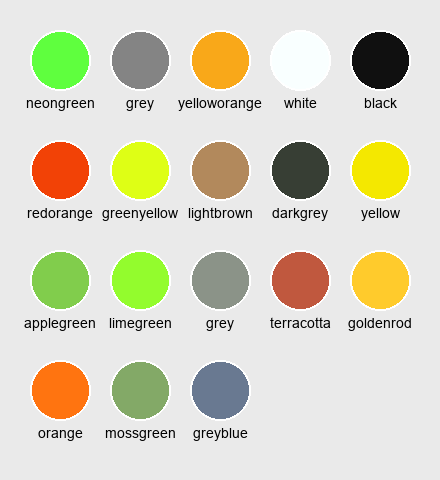 neongreen grey yelloworange white black
redorange greenyellow lightbrown darkgrey yellow
applegreen limegreen grey terracotta goldenrod
orange mossgreen greyblue